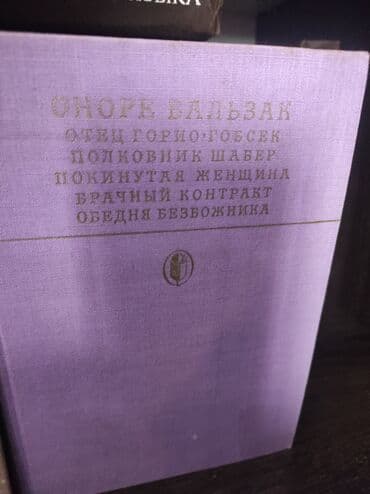 ОНОРЕ БАЛЬЗАК
ОТЕЦ ГОРИО·ГОБСЕК
ПОЛКОВНИК ШАБЕР
ПОКИНУТАЯ ЖЕНЩИНА
БРАЧНЫЙ КОНТРАКТ
ОБЕДНЯ БЕЗБОЖНИКА